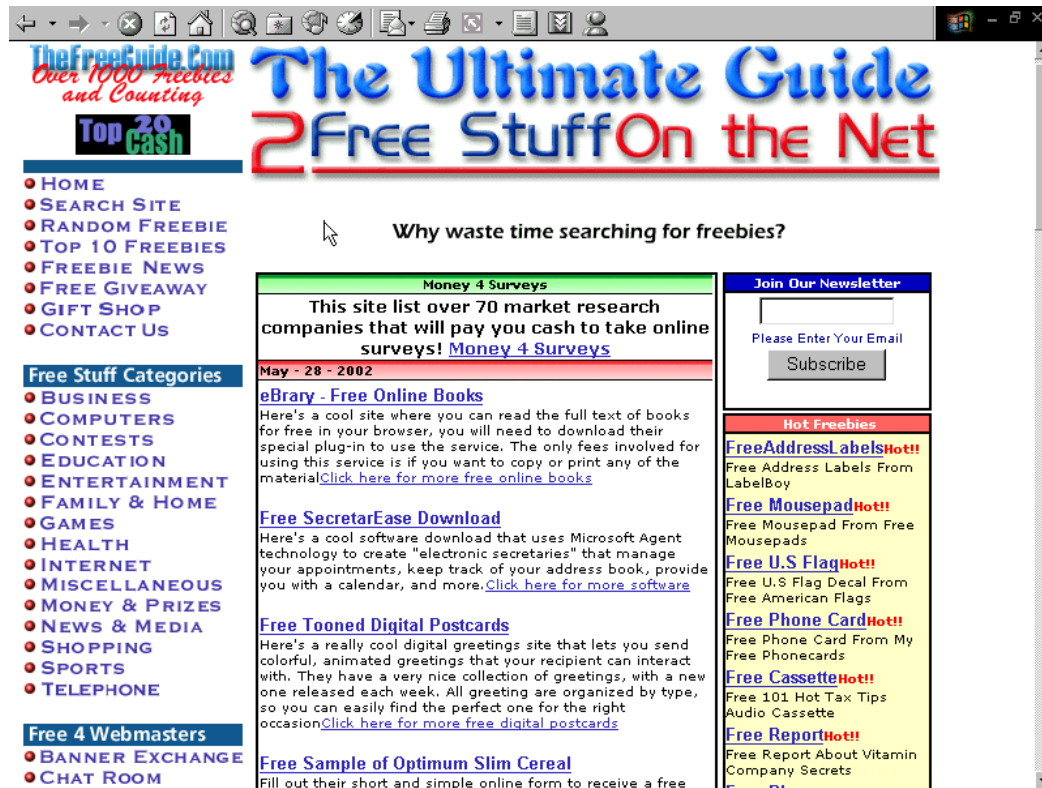 TheFreeGuide.Com
Over 1000 Freebies
and Counting
Top 20
Cash
Home
Search Site
Random Freebie
Top 10 Freebies
Freebie News
Free Giveaway
Gift Shop
Contact Us
Free Stuff Categories
Business
Computers
Contests
Education
Entertainment
Family & Home
Games
Health
Internet
Miscellaneous
Money & Prizes
News & Media
Shopping
Sports
Telephone
Free 4 Webmasters
Banner Exchange
Chat Room
The Ultimate Guide
2Free StuffOn the Net
Why waste time searching for freebies?
Money 4 Surveys
This site list over 70 market research
companies that will pay you cash to take online
surveys! Money 4 Surveys
May - 28 - 2002
eBrary - Free Online Books
Here's a cool site where you can read the full text of books
for free in your browser, you will need to download their
special plug-in to use the service. The only fees involved for
using this service is if you want to copy or print any of the
materialClick here for more free online books
Free SecretarEase Download
Here's a cool software download that uses Microsoft Agent
technology to create "electronic secretaries" that manage
your appointments, keep track of your address book, provide
you with a calendar, and more.Click here for more software
Free Tooned Digital Postcards
Here's a really cool digital greetings site that lets you send
colorful, animated greetings that your recipient can interact
with. They have a very nice collection of greetings, with a new
one released each week. All greeting are organized by type,
so you can easily find the perfect one for the right
occasionClick here for more free digital postcards
Free Sample of Optimum Slim Cereal
Fill out their short and simple online form to receive a free
Join Our Newsletter
Please Enter Your Email
Subscribe
Hot Freebies
FreeAddressLabelsHot!!
Free Address Labels From
LabelBoy
Free MousepadHot!!
Free Mousepad From Free
Mousepads
Free U.S FlagHot!!
Free U.S Flag Decal From
Free American Flags
Free Phone CardHot!!
Free Phone Card From My
Free Phonecards
Free CassetteHot!!
Free 101 Hot Tax Tips
Audio Cassette
Free ReportHot!!
Free Report About Vitamin
Company Secrets